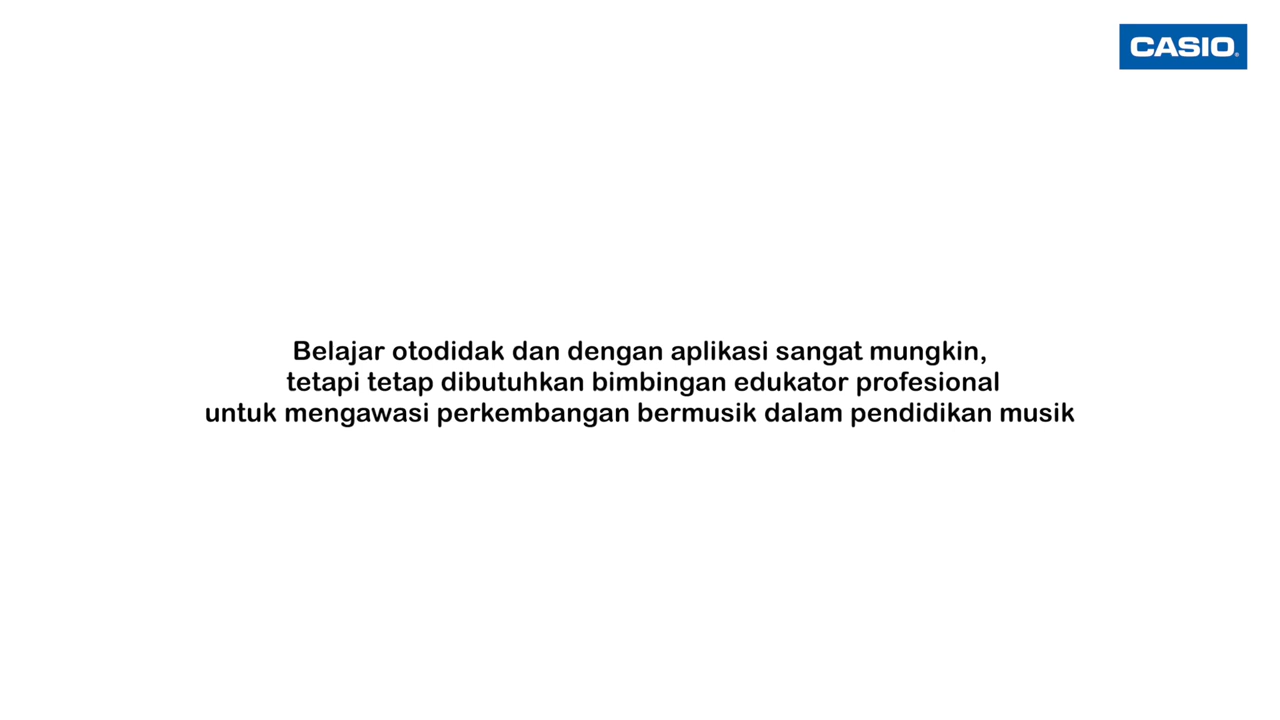 CASIO®
Belajar otodidak dan dengan aplikasi sangat mungkin,
tetapi tetap dibutuhkan bimbingan edukator profesional
untuk mengawasi perkembangan bermusik dalam pendidikan musik